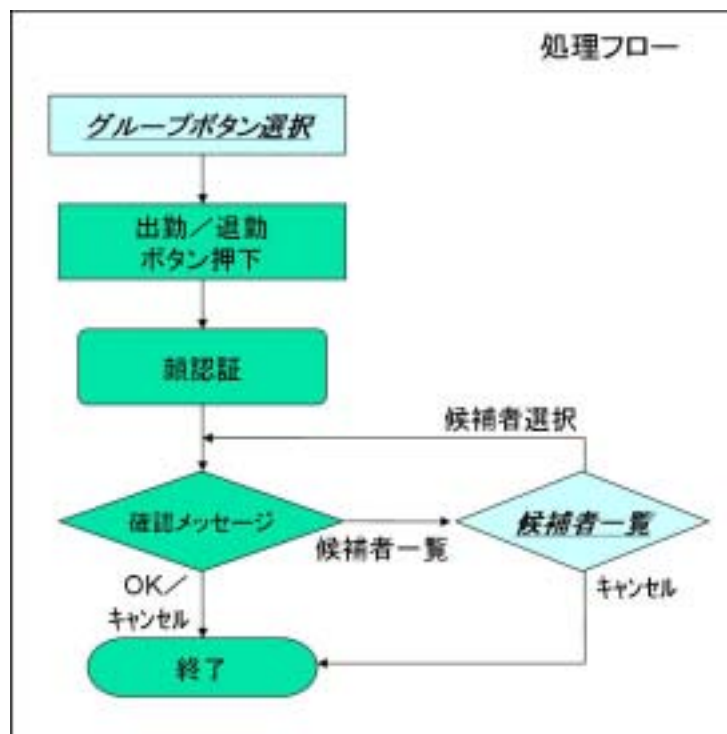 処理フロー
グループボタン選択
出勤／退勤
ボタン押下
顔認証
候補者選択
確認メッセージ
候補者一覧
候補者一覧
OK／
キャンセル
キャンセル
終了